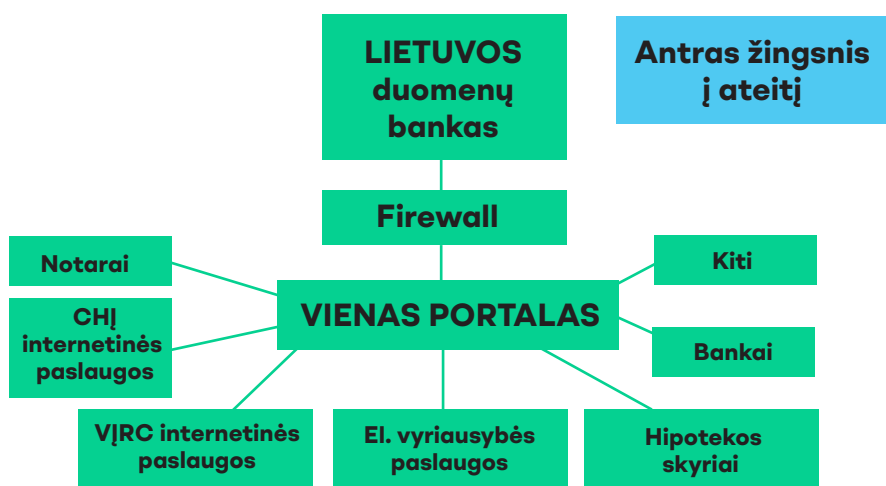 LIETUVOS
duomenų
bankas
Antras žingsnis
į ateitį
Firewall
Notarai
Kiti
CHĮ
internetinės
paslaugos
VIENAS PORTALAS
Bankai
VĮRC internetinės
paslaugos
El. vyriausybės
paslaugos
Hipotekos
skyriai